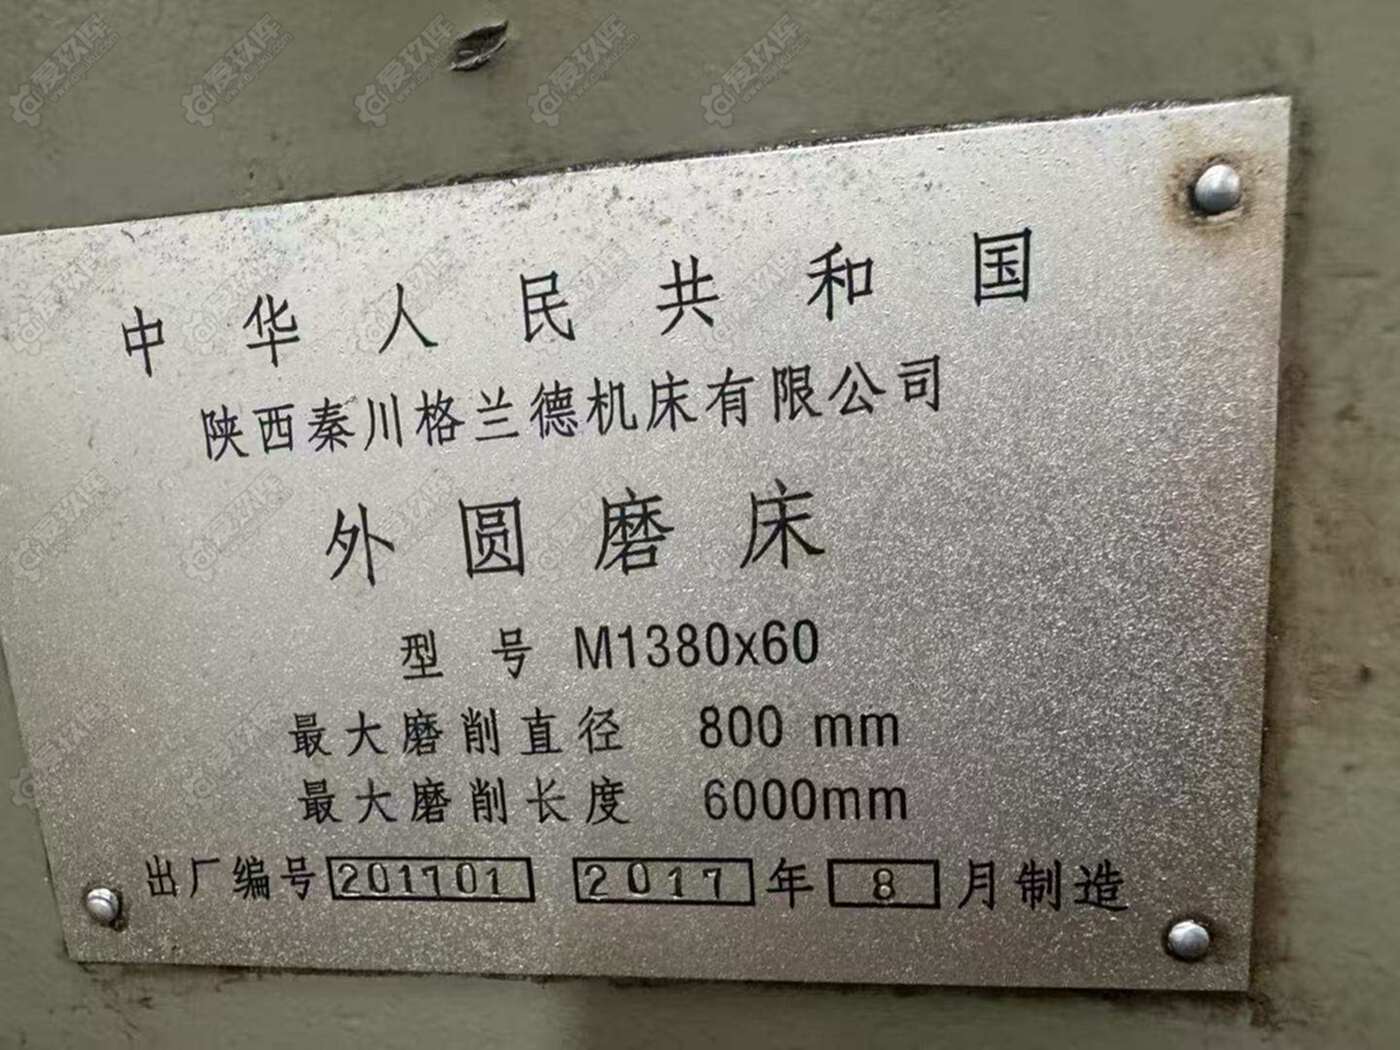 中华人民共和国
陕西秦川格兰德机床有限公司
外圆磨床
型号 M1380x60
最大磨削直径 800 mm
最大磨削长度 6000mm
出厂编号 201701 2017 年 8 月制造